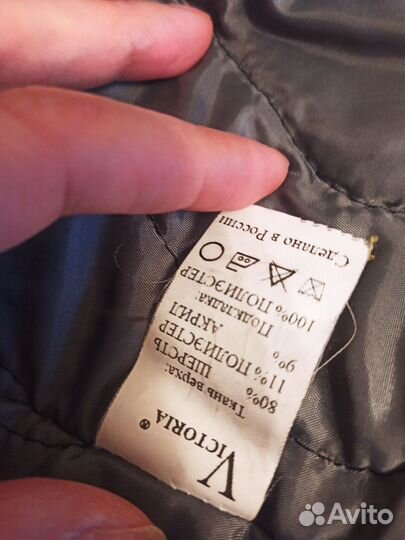 VICTORIA®
Ткань верха:
80% ШЕРСТЬ
11% ПОЛИЭСТЕР
9% АКРИЛ
Подкладка:
100% ПОЛИЭСТЕР
Сделано в России
Avito